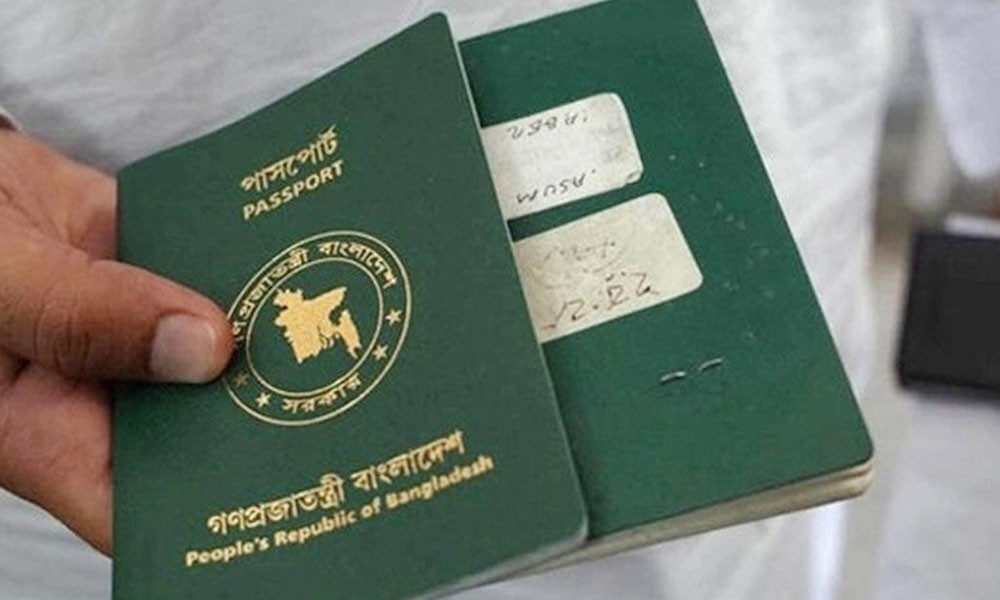 পাসপোর্ট
PASSPORT
গণপ্রজাতন্ত্রী বাংলাদেশ
সরকার
গণপ্রজাতন্ত্রী বাংলাদেশ
People's Republic of Bangladesh